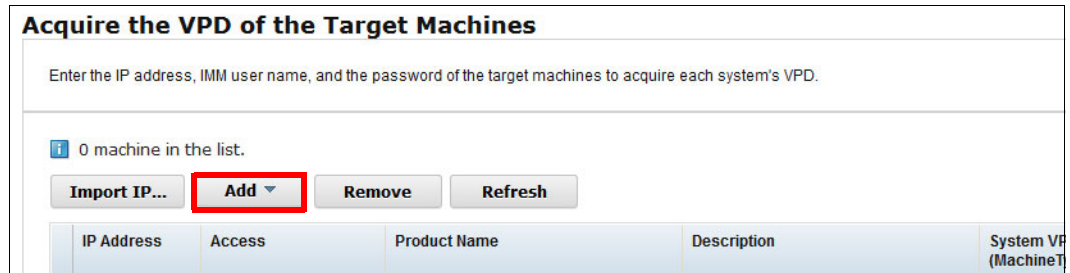 Acquire the VPD of the Target Machines
Enter the IP address, IMM user name, and the password of the target machines to acquire each system's VPD.
0 machine in the list.
Import IP... Add Remove Refresh
IP Address Access Product Name Description System VP
(MachineT